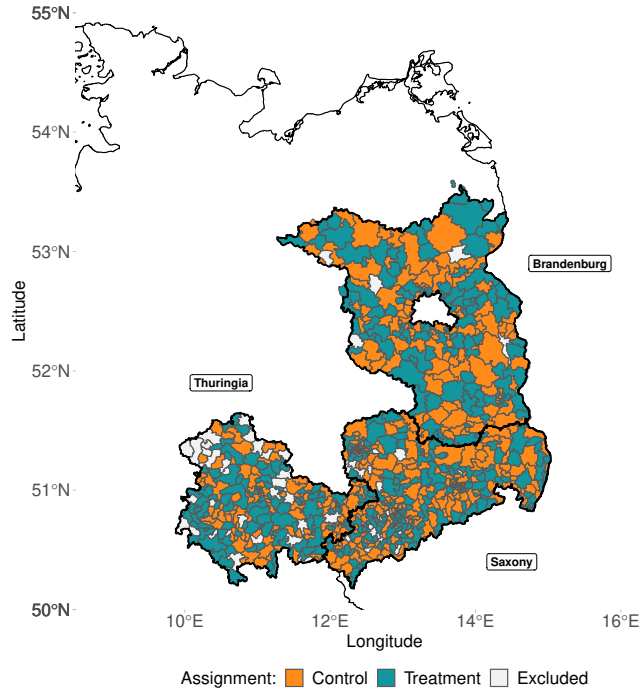 55°N
54°N
53°N
52°N
51°N
50°N
Latitude
Brandenburg
Thuringia
Saxony
10°E 12°E 14°E 16°E
Longitude
Assignment: Control Treatment Excluded